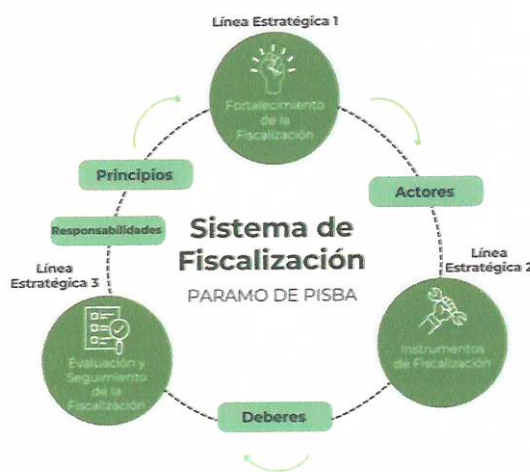 Línea Estratégica 1
Fortalecimiento
de la
Fiscalización
Principios
Actores
Responsabilidades
Sistema de
Fiscalización
PARAMO DE PISBA
Línea
Estratégica 3
Línea
Estratégica 2
Evaluación y
Seguimiento
de la
Fiscalización
Instrumentos
de Fiscalización
Deberes